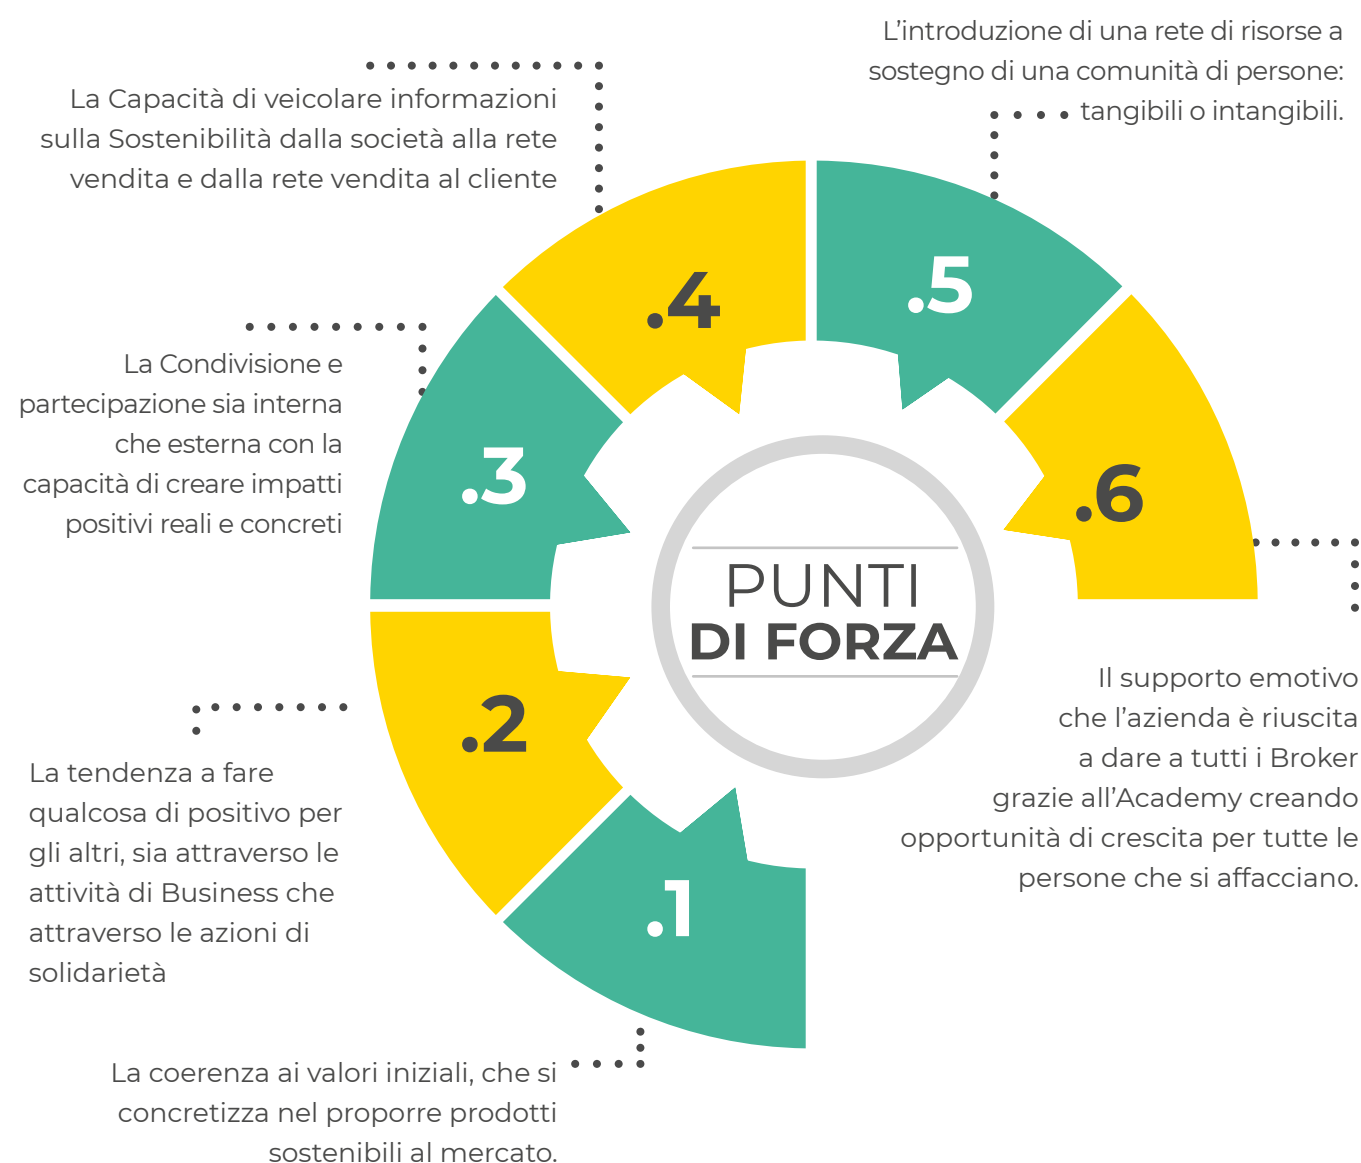 PUNTI
DI FORZA
.1
La coerenza ai valori iniziali, che si
concretizza nel proporre prodotti
sostenibili al mercato.
.2
La tendenza a fare
qualcosa di positivo per
gli altri, sia attraverso le
attività di Business che
attraverso le azioni di
solidarietà
.3
La Condivisione e
partecipazione sia interna
che esterna con la
capacità di creare impatti
positivi reali e concreti
.4
La Capacità di veicolare informazioni
sulla Sostenibilità dalla società alla rete
vendita e dalla rete vendita al cliente
.5
L’introduzione di una rete di risorse a
sostegno di una comunità di persone:
tangibili o intangibili.
.6
Il supporto emotivo
che l’azienda è riuscita
a dare a tutti i Broker
grazie all’Academy creando
opportunità di crescita per tutte le
persone che si affacciano.